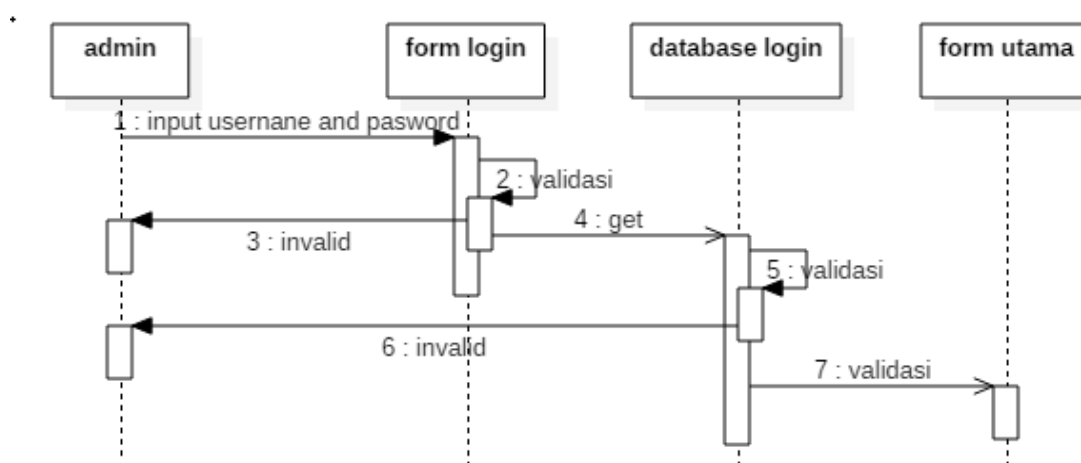 admin
form login
database login
form utama
1 : input usernane and pasword
2 : validasi
3 : invalid
4 : get
5 : validasi
6 : invalid
7 : validasi